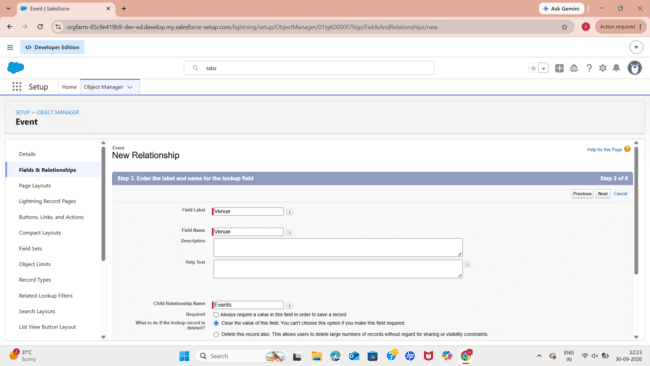 Event | Salesforce
Ask Gemini
orgfarm-85c9e419b9-dev-ed.develop.my.salesforce-setup.com/lightning/setup/ObjectManager/01IgK000007fejp/FieldsAndRelationships/new
Action required
Developer Edition
tabs
Setup
Home
Object Manager
SETUP > OBJECT MANAGER
Event
Details
Fields & Relationships
Page Layouts
Lightning Record Pages
Buttons, Links, and Actions
Compact Layouts
Field Sets
Object Limits
Record Types
Related Lookup Filters
Search Layouts
List View Button Layout
Event
New Relationship
Help for this Page
Step 3. Enter the label and name for the lookup field
Step 3 of 6
Previous
Next
Cancel
Field Label
Venue
Field Name
Venue
Description
Help Text
Child Relationship Name
Events
Required
Always require a value in this field in order to save a record
What to do if the lookup record is deleted?
Clear the value of this field. You can't choose this option if you make this field required.
Delete this record also. This allows users to delete large numbers of records without regard for sharing or visibility constraints.
31°C
Sunny
Search
ENG
IN
12:23
30-09-2026